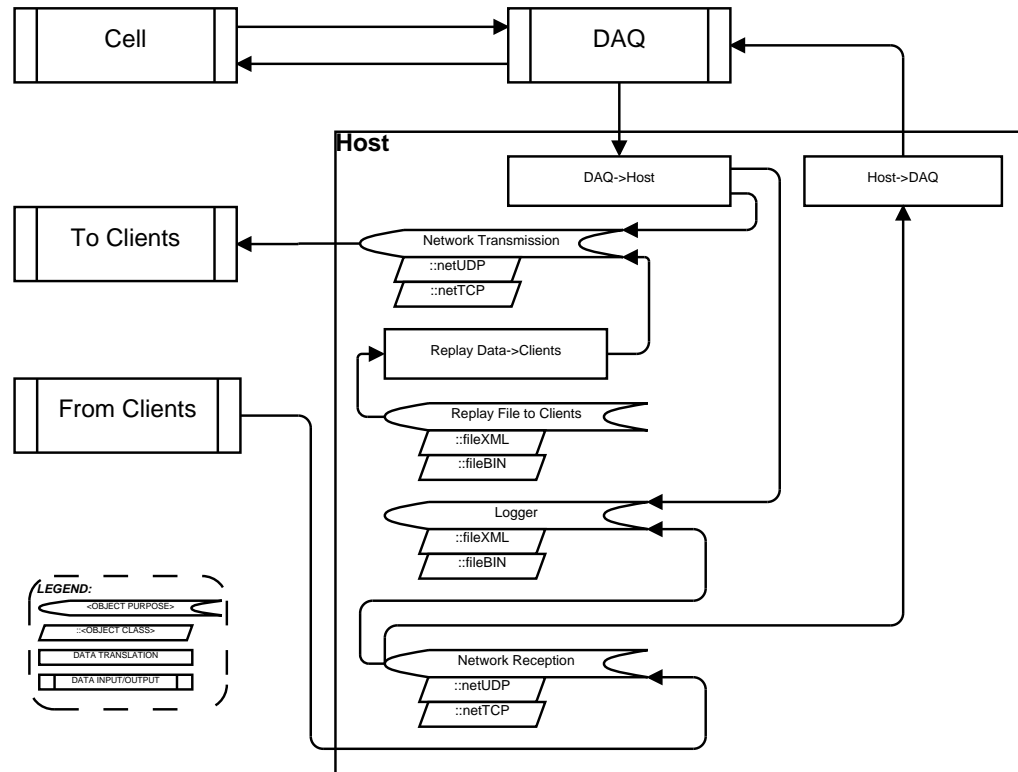 Cell
DAQ
Host
DAQ->Host
Host->DAQ
To Clients
Network Transmission
::netUDP
::netTCP
Replay Data->Clients
From Clients
Replay File to Clients
::fileXML
::fileBIN
Logger
::fileXML
::fileBIN
LEGEND:
<OBJECT PURPOSE>
::<OBJECT CLASS>
DATA TRANSLATION
DATA INPUT/OUTPUT
Network Reception
::netUDP
::netTCP